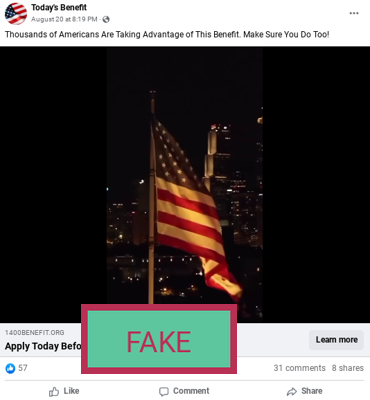 Today's Benefit
August 20 at 8:19 PM ·
Thousands of Americans Are Taking Advantage of This Benefit. Make Sure You Do Too!
1400BENEFIT.ORG
Apply Today
Learn more
FAKE
57
31 comments 8 shares
Like Comment Share